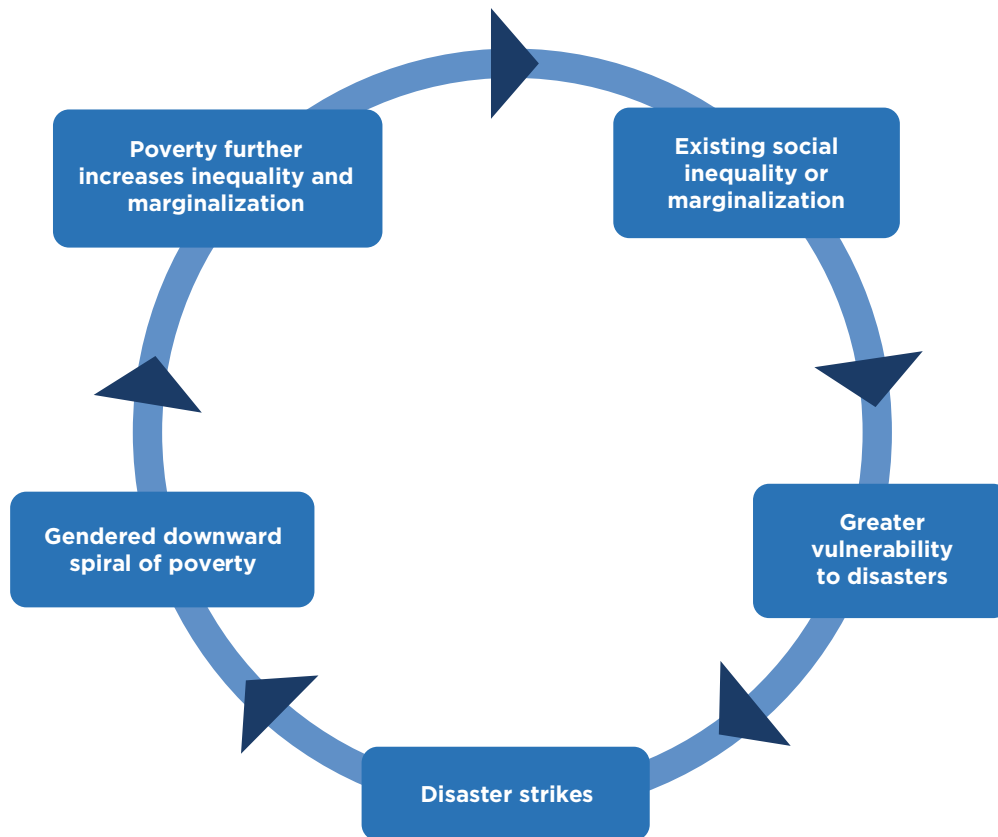 Poverty further
increases inequality and
marginalization
Existing social
inequality or
marginalization
Gendered downward
spiral of poverty
Greater
vulnerability
to disasters
Disaster strikes